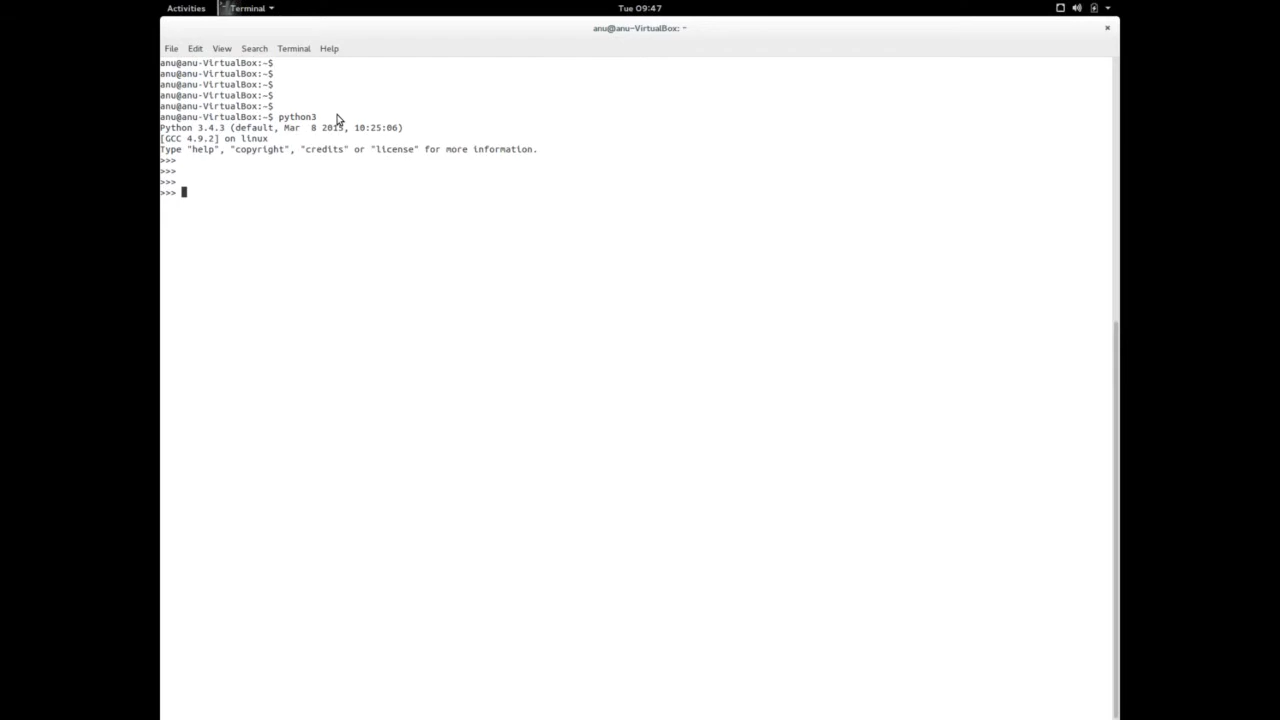 Activities Terminal Tue 09:47
anu@anu-VirtualBox: ~
File Edit View Search Terminal Help
anu@anu-VirtualBox:~$
anu@anu-VirtualBox:~$
anu@anu-VirtualBox:~$
anu@anu-VirtualBox:~$
anu@anu-VirtualBox:~$
anu@anu-VirtualBox:~$ python3
Python 3.4.3 (default, Mar  8 2015, 10:25:06)
[GCC 4.9.2] on linux
Type "help", "copyright", "credits" or "license" for more information.
>>>
>>>
>>>
>>>